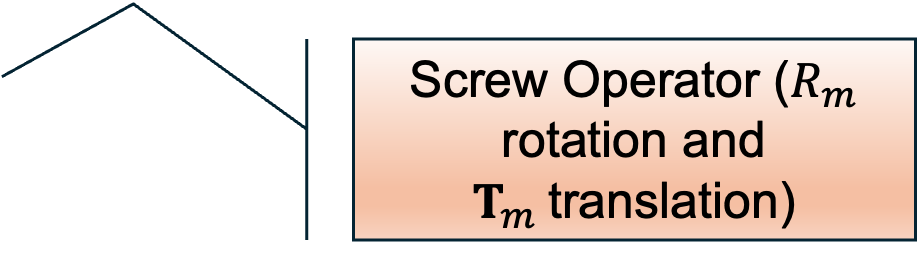 Screw Operator (Rₘ
rotation and
𝐓ₘ translation)